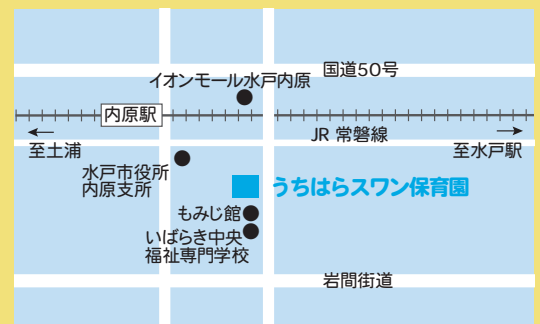 国道50号
イオンモール水戸内原
内原駅
JR 常磐線
至土浦
至水戸駅
水戸市役所
内原支所
うちはらスワン保育園
もみじ館
いばらき中央
福祉専門学校
岩間街道